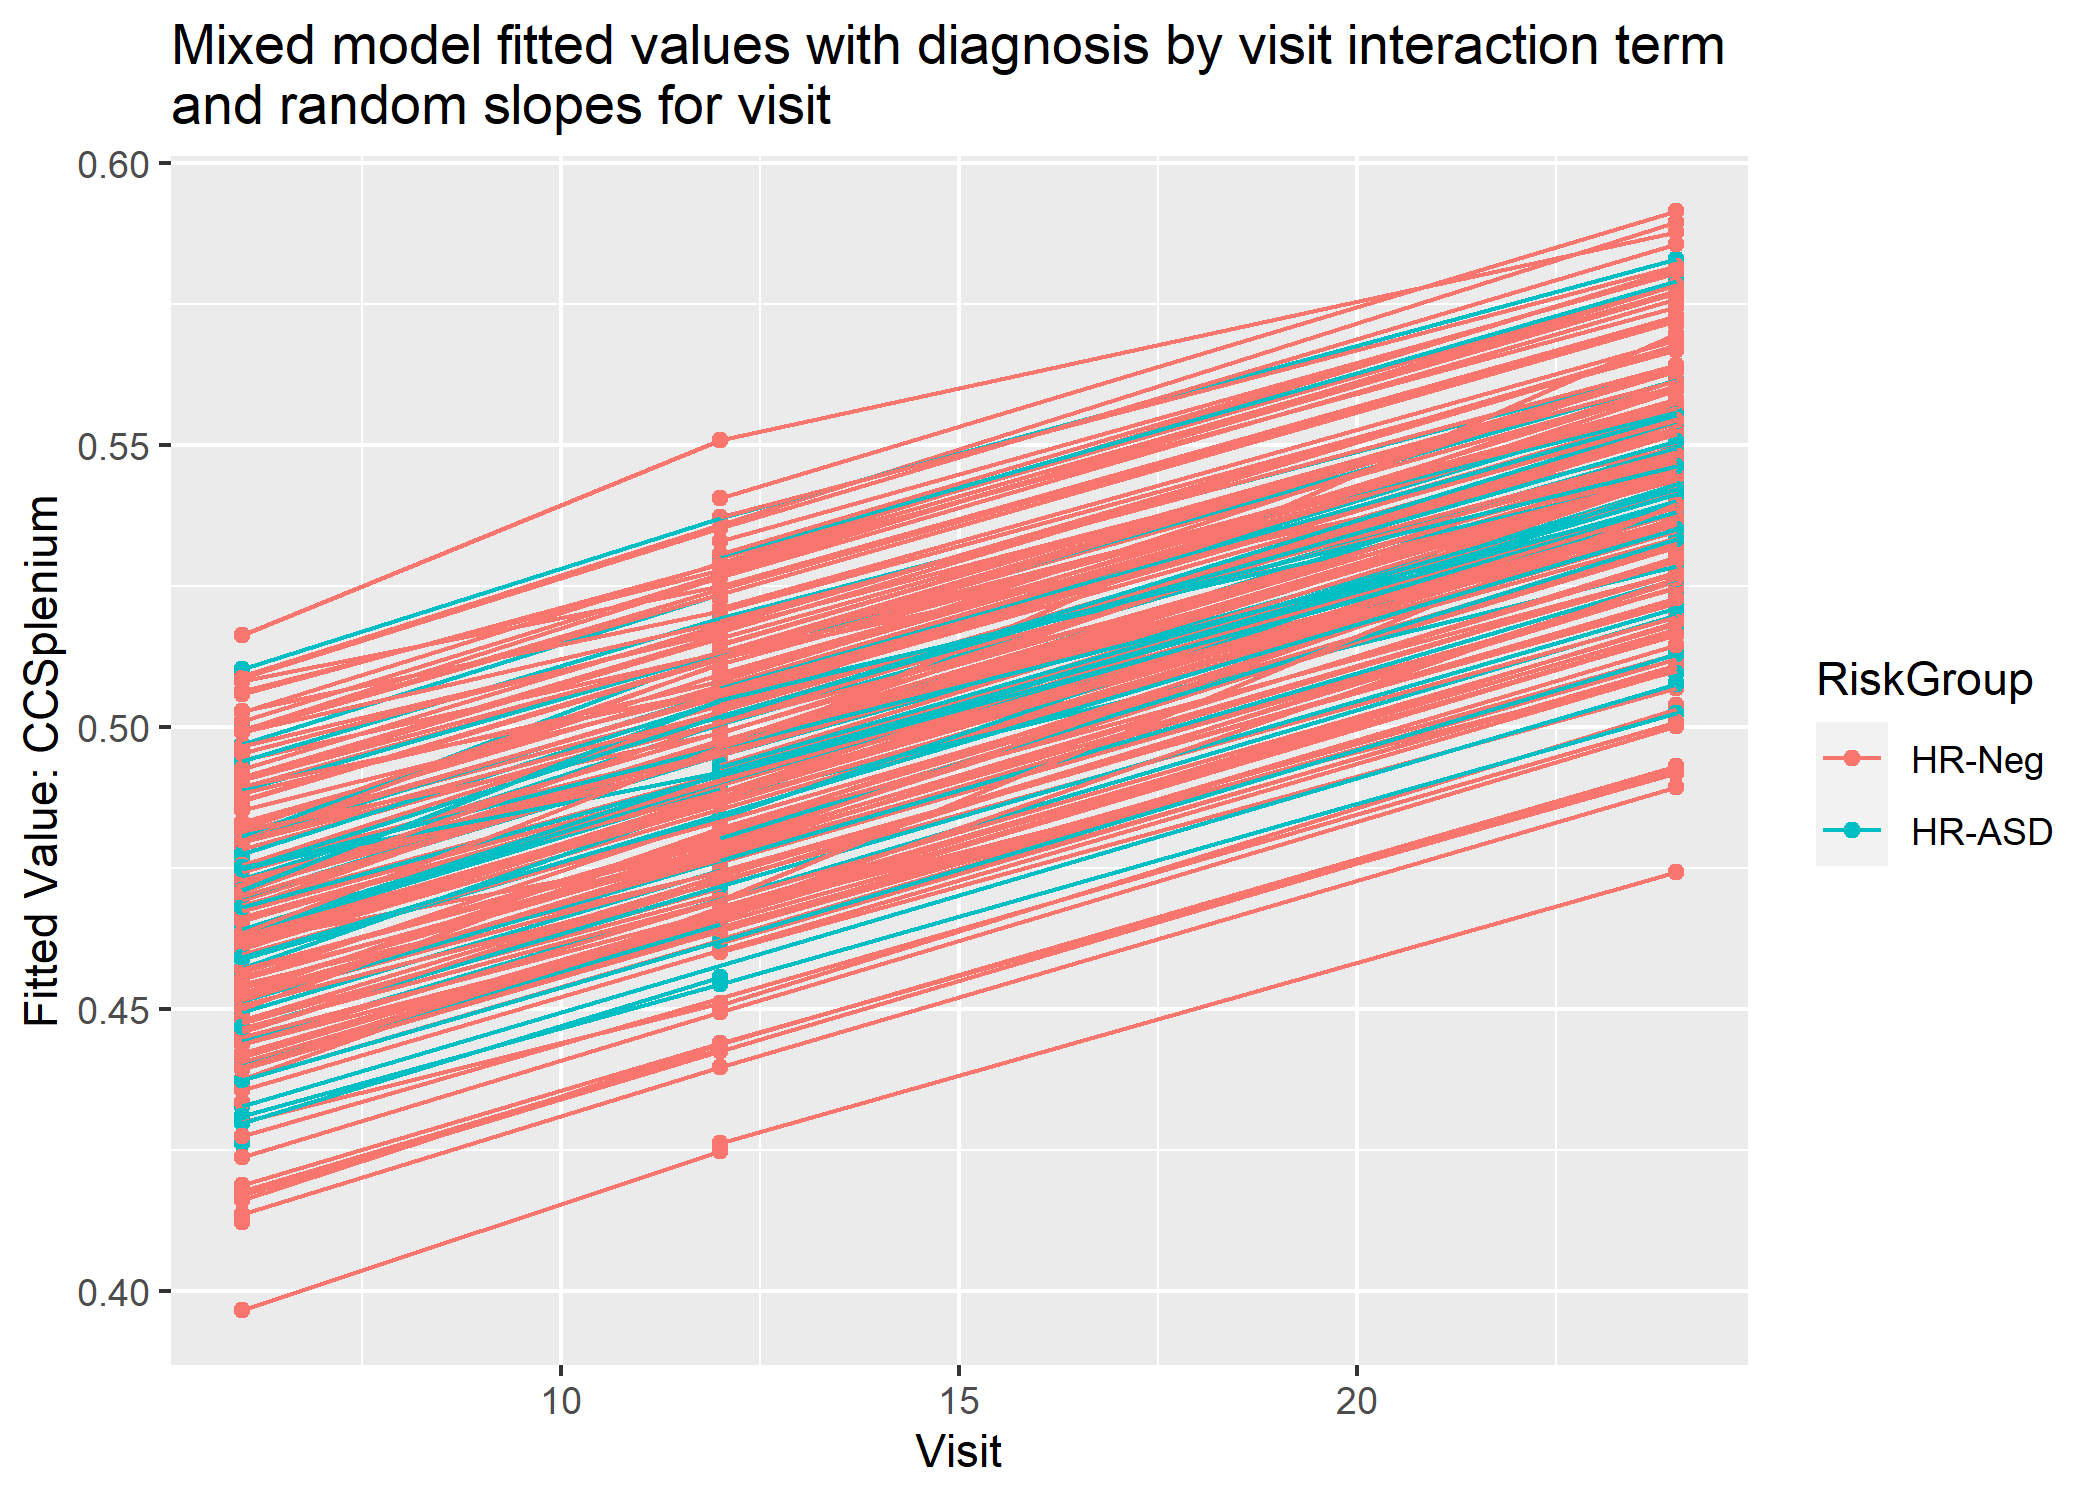 Mixed model fitted values with diagnosis by visit interaction term
and random slopes for visit
0.60
0.55
0.50
0.45
0.40
Fitted Value: CCSplenium
10
15
20
Visit
RiskGroup
HR-Neg
HR-ASD